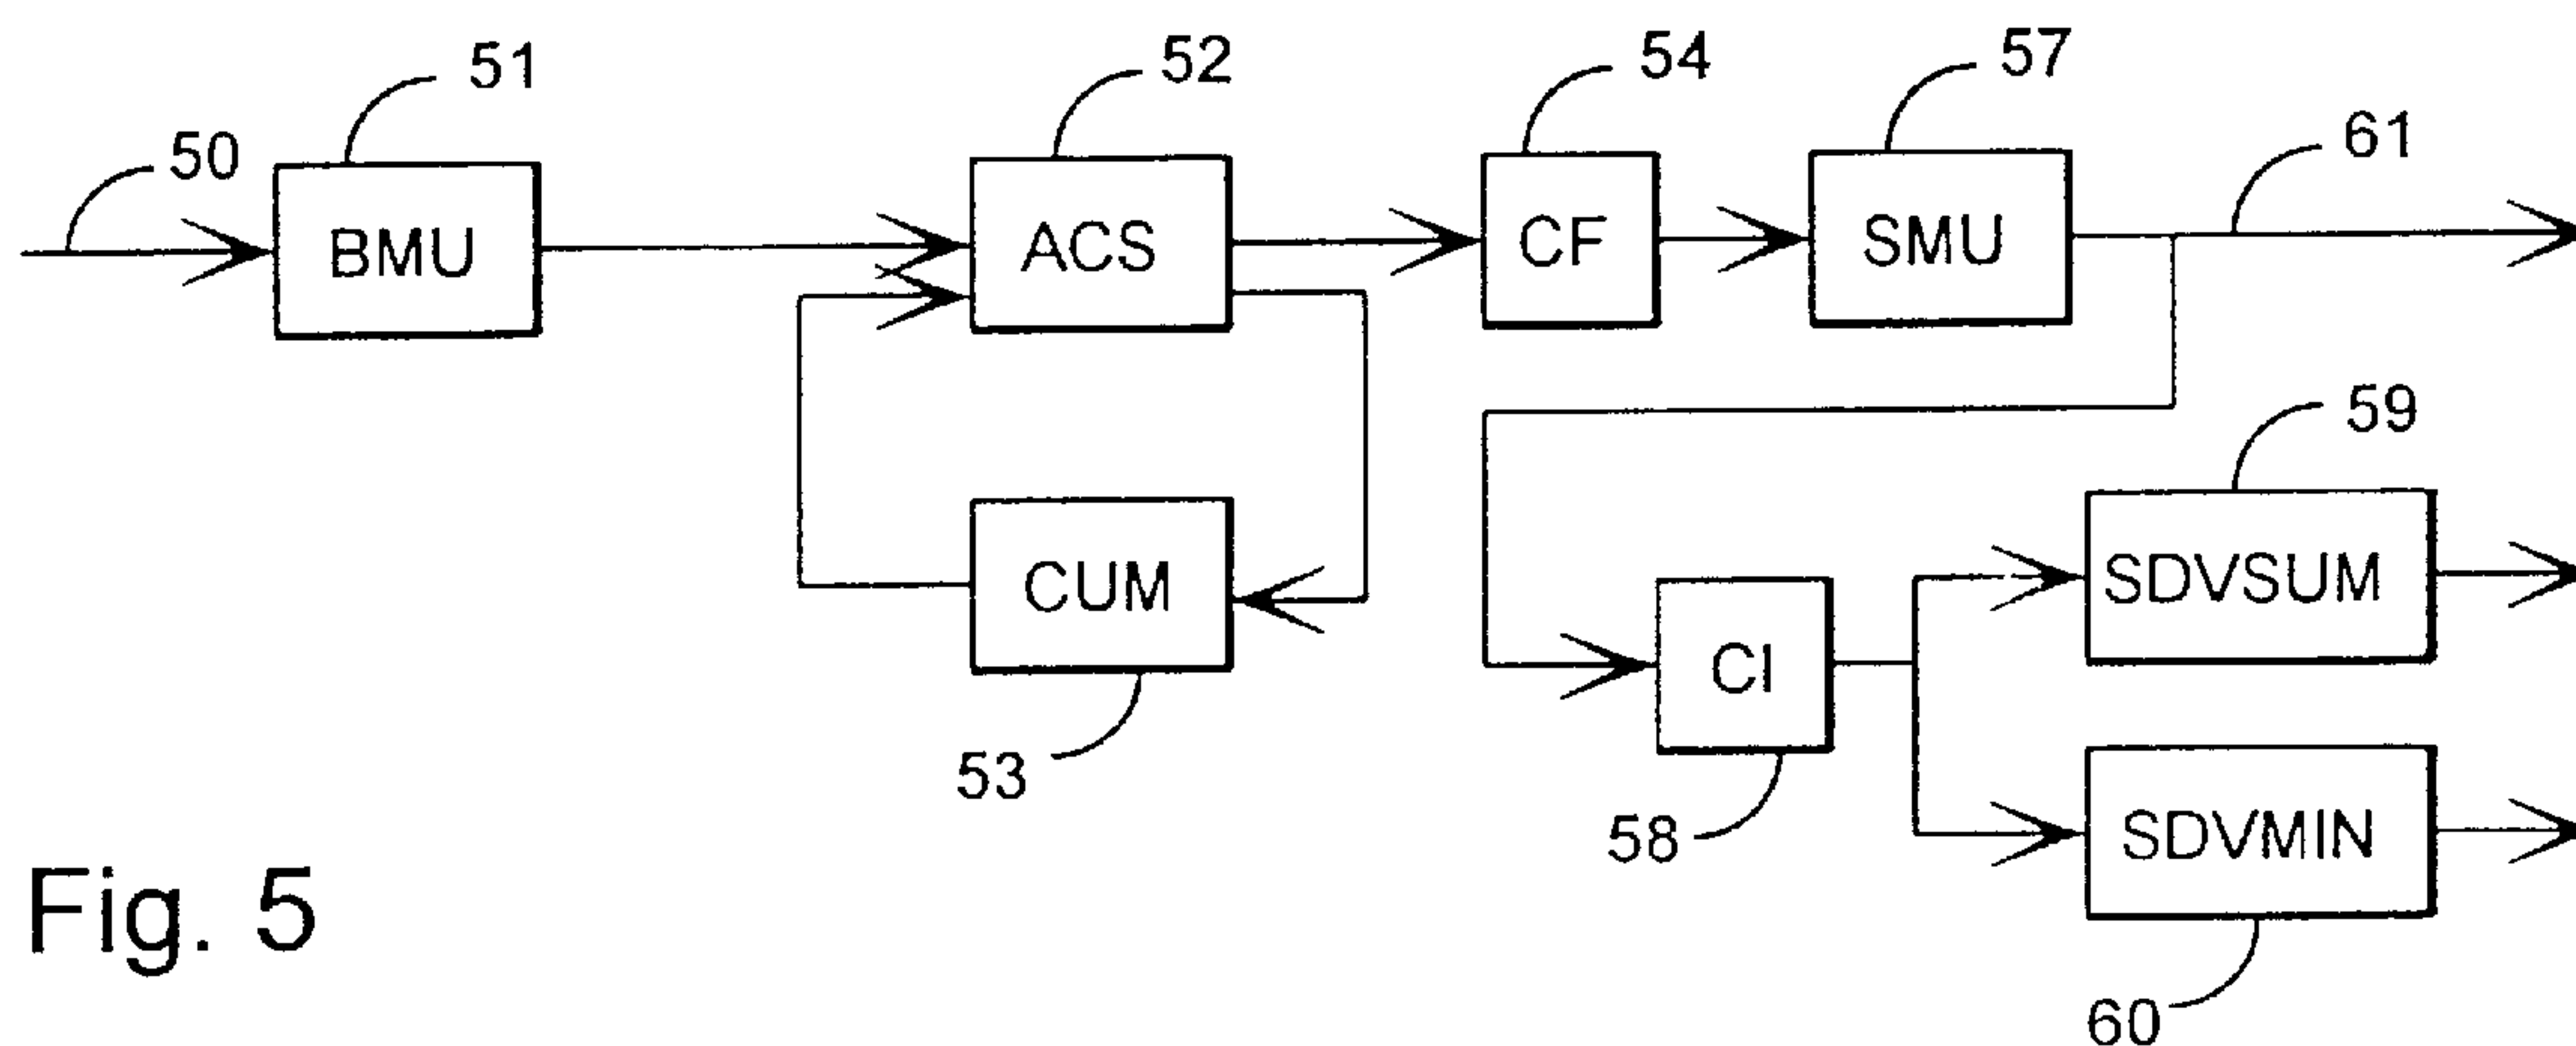 51
52
54
57
50
61
BMU
ACS
CF
SMU
59
CUM
SDVSUM
CI
53
58
SDVMIN
Fig. 5
60